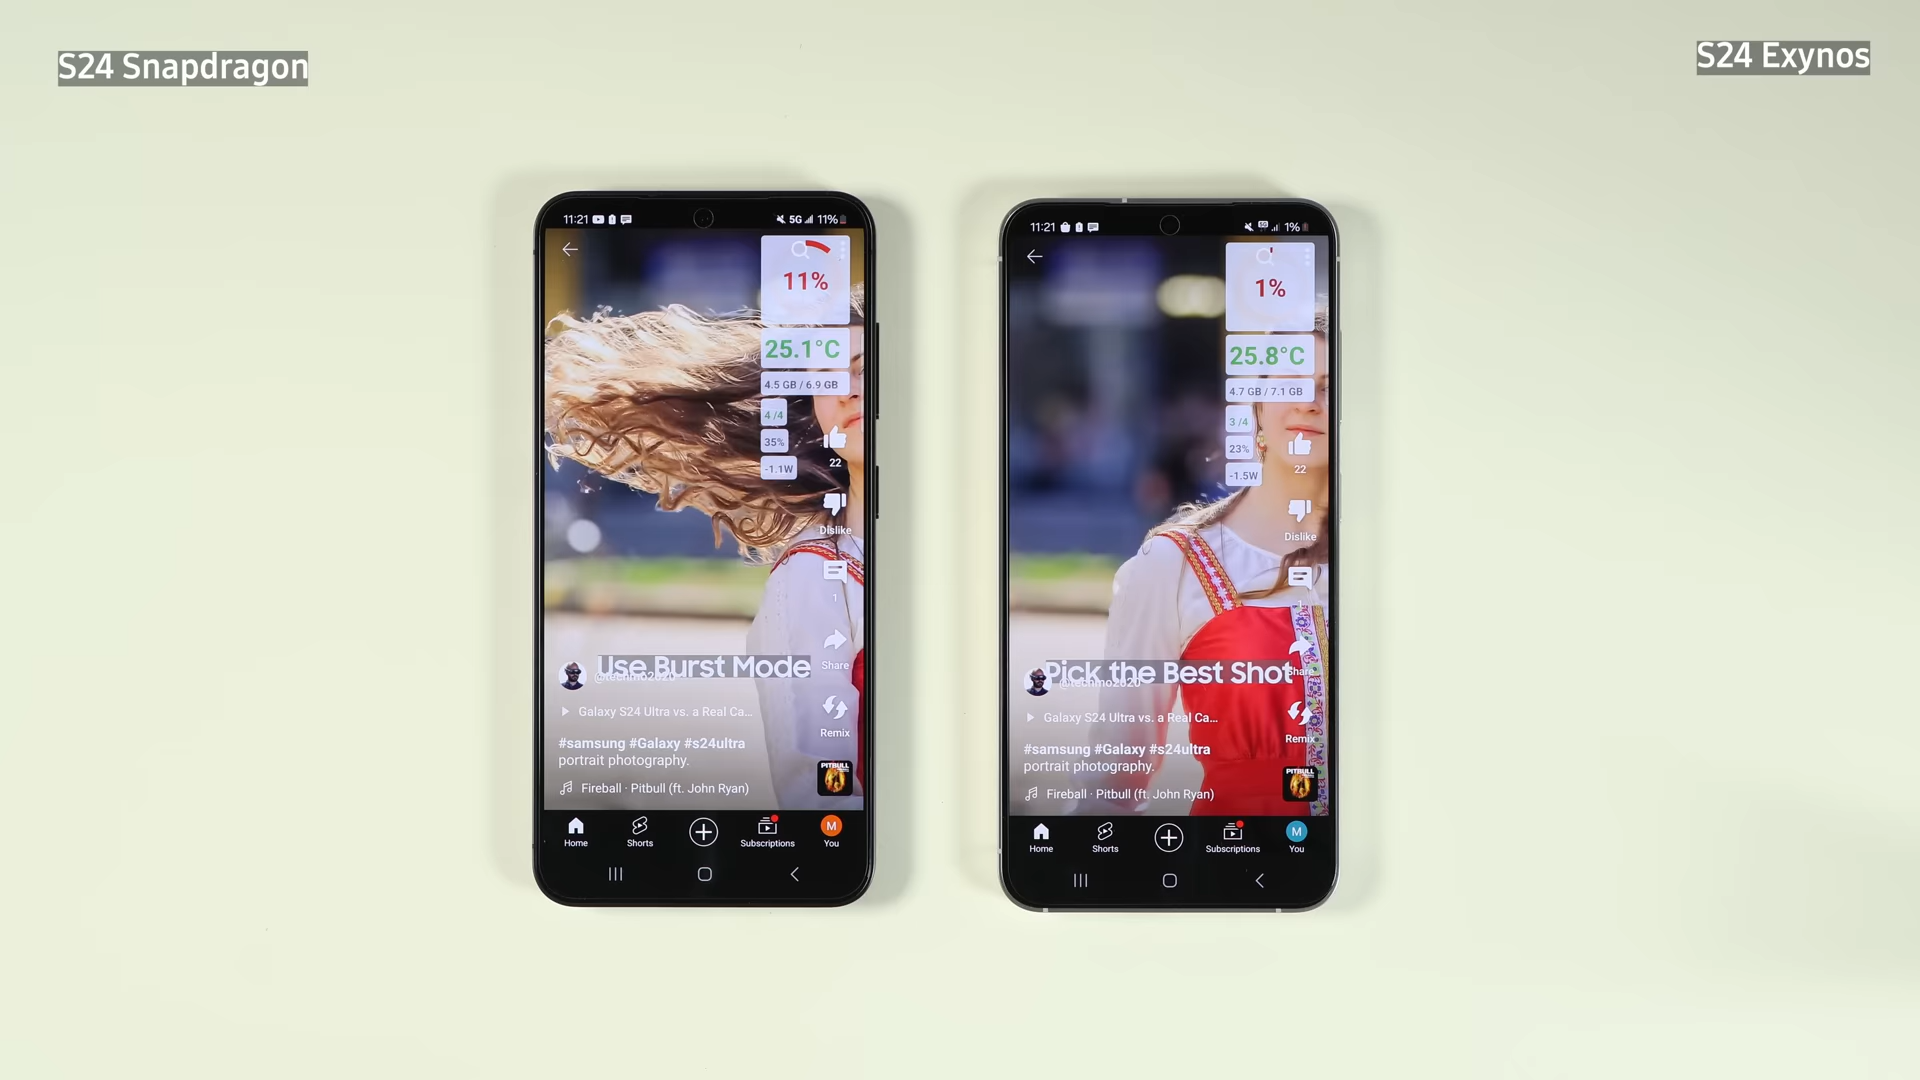 S24 Snapdragon
S24 Exynos
11:21
5G
11%
11%
25.1°C
4.5 GB / 6.9 GB
4 /4
35%
-1.1W
22
Dislike
1
Share
Use Burst Mode
@techmo2020
Galaxy S24 Ultra vs. a Real Ca...
Remix
#samsung #Galaxy #s24ultra
portrait photography.
PITBULL
Fireball · Pitbull (ft. John Ryan)
Home
Shorts
Subscriptions
M
You
11:21
1%
1%
25.8°C
4.7 GB / 7.1 GB
3 /4
23%
-1.5W
22
Dislike
Share
Pick the Best Shot
@techmo2020
Galaxy S24 Ultra vs. a Real Ca...
Remix
#samsung #Galaxy #s24ultra
portrait photography.
PITBULL
Fireball · Pitbull (ft. John Ryan)
Home
Shorts
Subscriptions
M
You